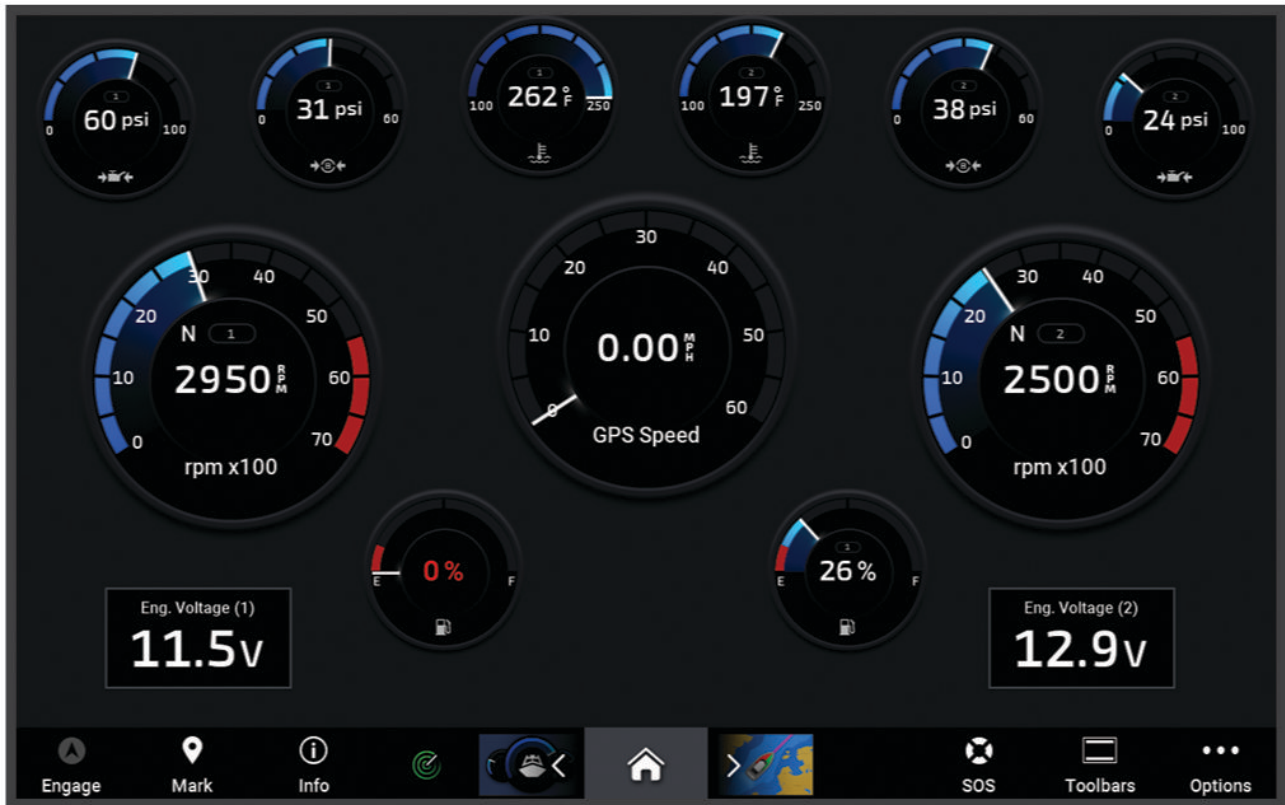 1
60 psi
0
100
1
31 psi
0
60
1
262 °F
100
250
2
197 °F
100
250
2
38 psi
0
60
2
24 psi
0
100
0
10
20
30
40
50
60
70
N 1
2950 RPM
rpm x100
0
10
20
30
40
50
60
0.00 MPH
GPS Speed
0
10
20
30
40
50
60
70
N 2
2500 RPM
rpm x100
0 %
E
F
1
26 %
E
F
Eng. Voltage (1)
11.5V
Eng. Voltage (2)
12.9V
Engage
Mark
Info
SOS
Toolbars
Options